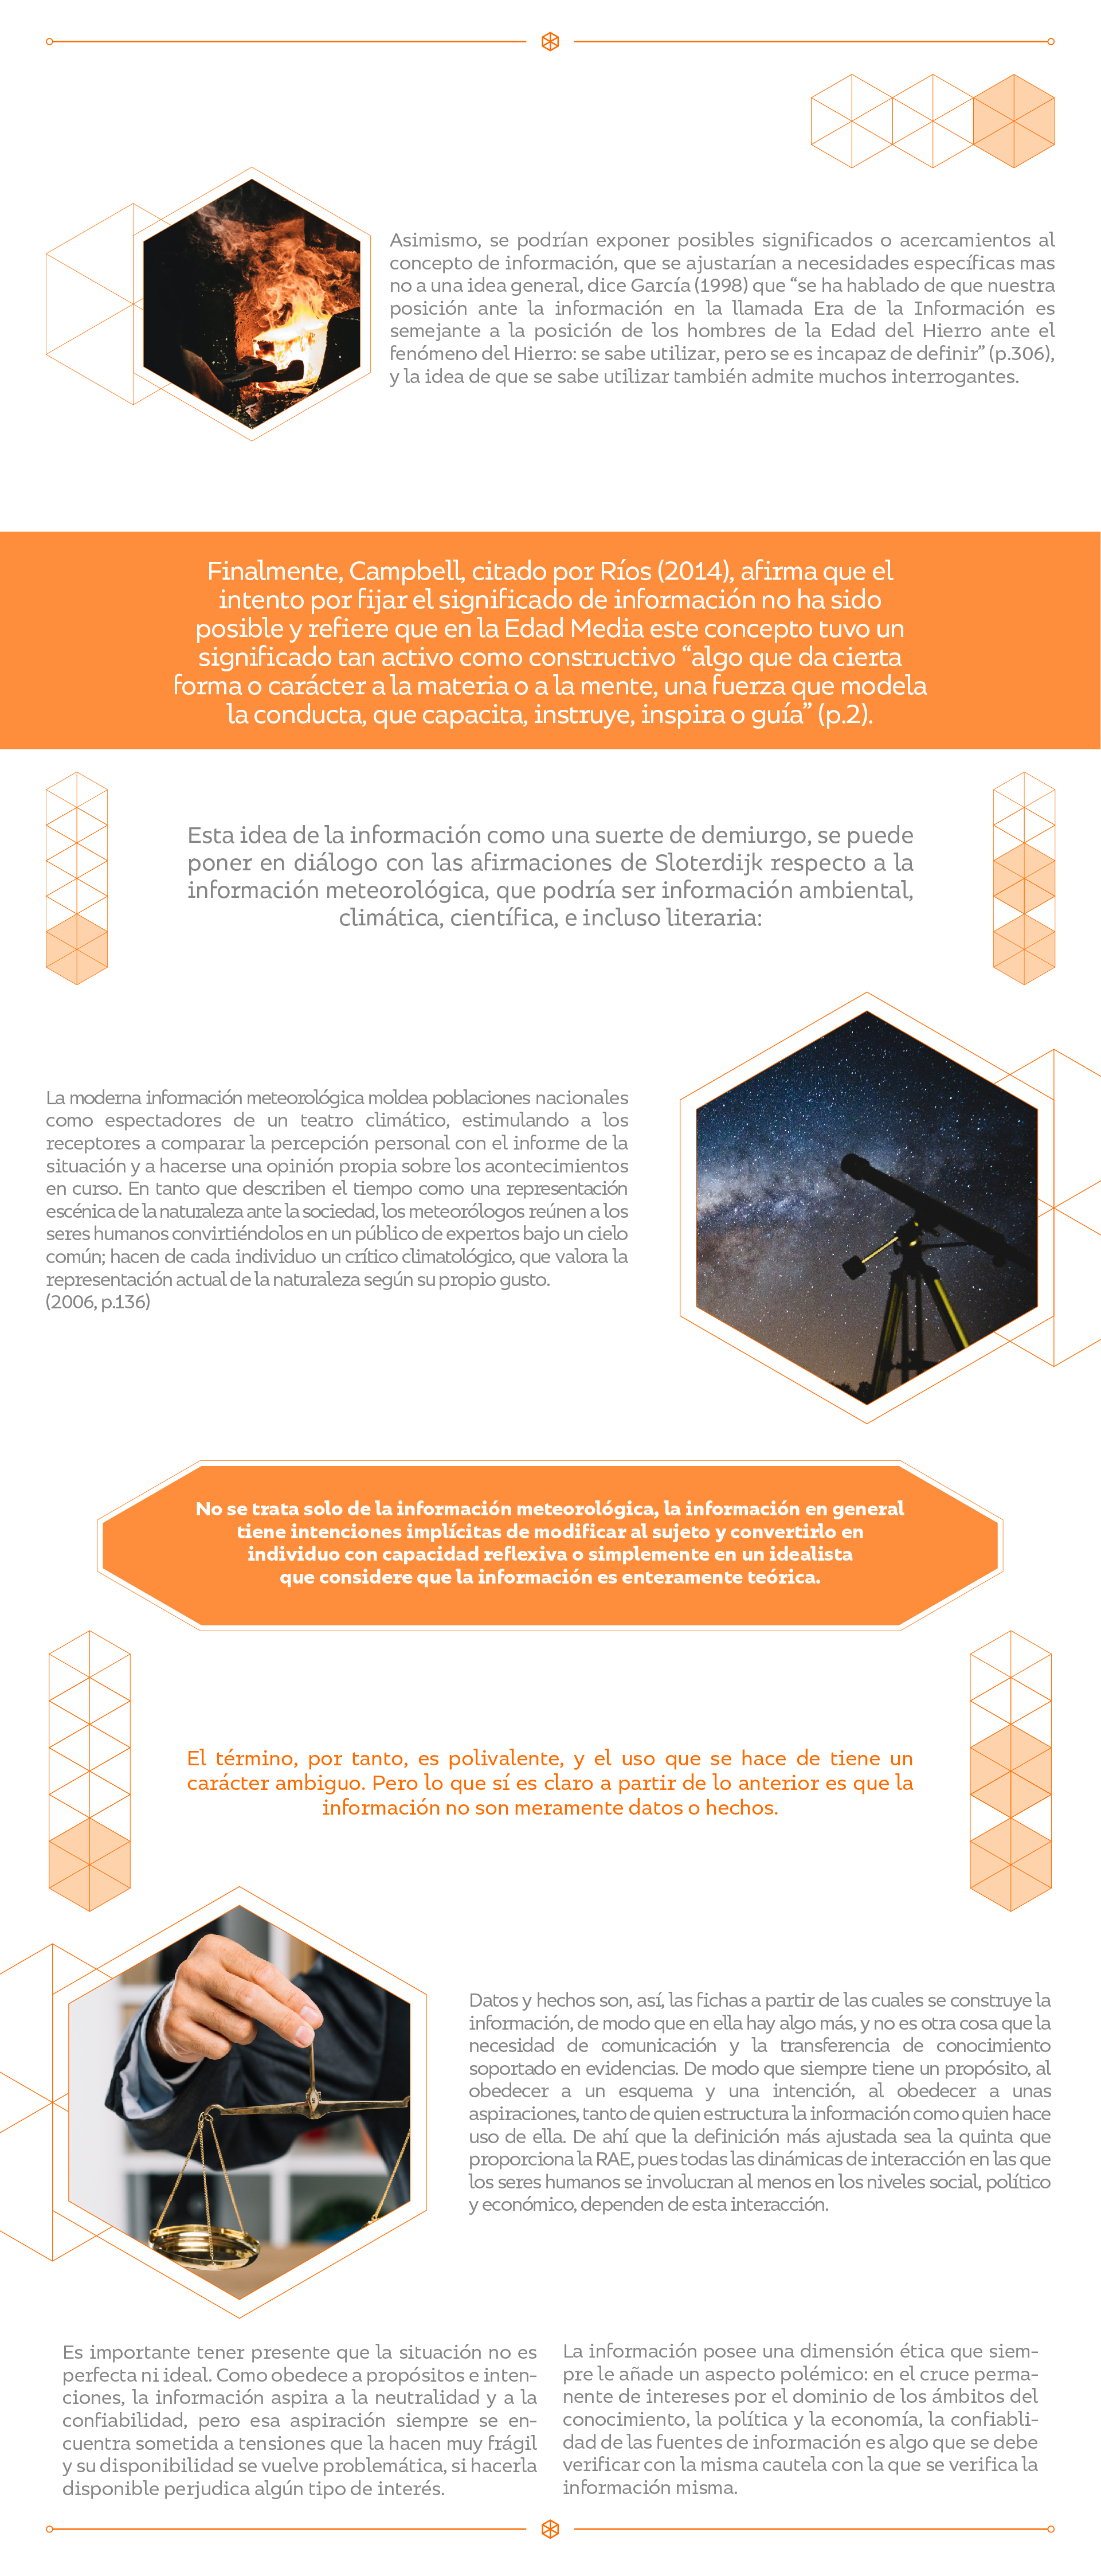 Asimismo, se podrían exponer posibles significados o acercamientos al
concepto de información, que se ajustarían a necesidades específicas mas
no a una idea general, dice García (1998) que “se ha hablado de que nuestra
posición ante la información en la llamada Era de la Información es
semejante a la posición de los hombres de la Edad del Hierro ante el
fenómeno del Hierro: se sabe utilizar, pero se es incapaz de definir” (p.306),
y la idea de que se sabe utilizar también admite muchos interrogantes.
Finalmente, Campbell, citado por Ríos (2014), afirma que el
intento por fijar el significado de información no ha sido
posible y refiere que en la Edad Media este concepto tuvo un
significado tan activo como constructivo “algo que da cierta
forma o carácter a la materia o a la mente, una fuerza que modela
la conducta, que capacita, instruye, inspira o guía” (p.2).
Esta idea de la información como una suerte de demiurgo, se puede
poner en diálogo con las afirmaciones de Sloterdijk respecto a la
información meteorológica, que podría ser información ambiental,
climática, científica, e incluso literaria:
La moderna información meteorológica moldea poblaciones nacionales
como espectadores de un teatro climático, estimulando a los
receptores a comparar la percepción personal con el informe de la
situación y a hacerse una opinión propia sobre los acontecimientos
en curso. En tanto que describen el tiempo como una representación
escénica de la naturaleza ante la sociedad, los meteorólogos reúnen a los
seres humanos convirtiéndolos en un público de expertos bajo un cielo
común; hacen de cada individuo un crítico climatológico, que valora la
representación actual de la naturaleza según su propio gusto.
(2006, p.136)
No se trata solo de la información meteorológica, la información en general
tiene intenciones implícitas de modificar al sujeto y convertirlo en
individuo con capacidad reflexiva o simplemente en un idealista
que considere que la información es enteramente teórica.
El término, por tanto, es polivalente, y el uso que se hace de tiene un
carácter ambiguo. Pero lo que sí es claro a partir de lo anterior es que la
información no son meramente datos o hechos.
Datos y hechos son, así, las fichas a partir de las cuales se construye la
información, de modo que en ella hay algo más, y no es otra cosa que la
necesidad de comunicación y la transferencia de conocimiento
soportado en evidencias. De modo que siempre tiene un propósito, al
obedecer a un esquema y una intención, al obedecer a unas
aspiraciones, tanto de quien estructura la información como quien hace
uso de ella. De ahí que la definición más ajustada sea la quinta que
proporciona la RAE, pues todas las dinámicas de interacción en las que
los seres humanos se involucran al menos en los niveles social, político
y económico, dependen de esta interacción.
Es importante tener presente que la situación no es
perfecta ni ideal. Como obedece a propósitos e inten-
ciones, la información aspira a la neutralidad y a la
confiabilidad, pero esa aspiración siempre se en-
cuentra sometida a tensiones que la hacen muy frágil
y su disponibilidad se vuelve problemática, si hacerla
disponible perjudica algún tipo de interés.
La información posee una dimensión ética que siem-
pre le añade un aspecto polémico: en el cruce perma-
nente de intereses por el dominio de los ámbitos del
conocimiento, la política y la economía, la confiabli-
dad de las fuentes de información es algo que se debe
verificar con la misma cautela con la que se verifica la
información misma.